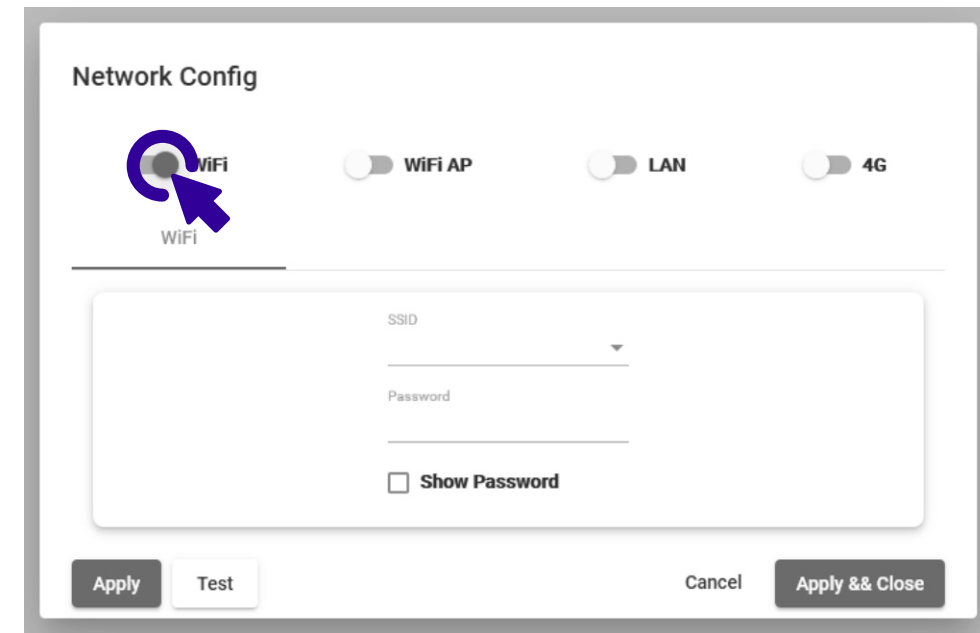 Network Config
WiFi WiFi AP LAN 4G
WiFi
SSID
Password
Show Password
Apply Test Cancel Apply && Close